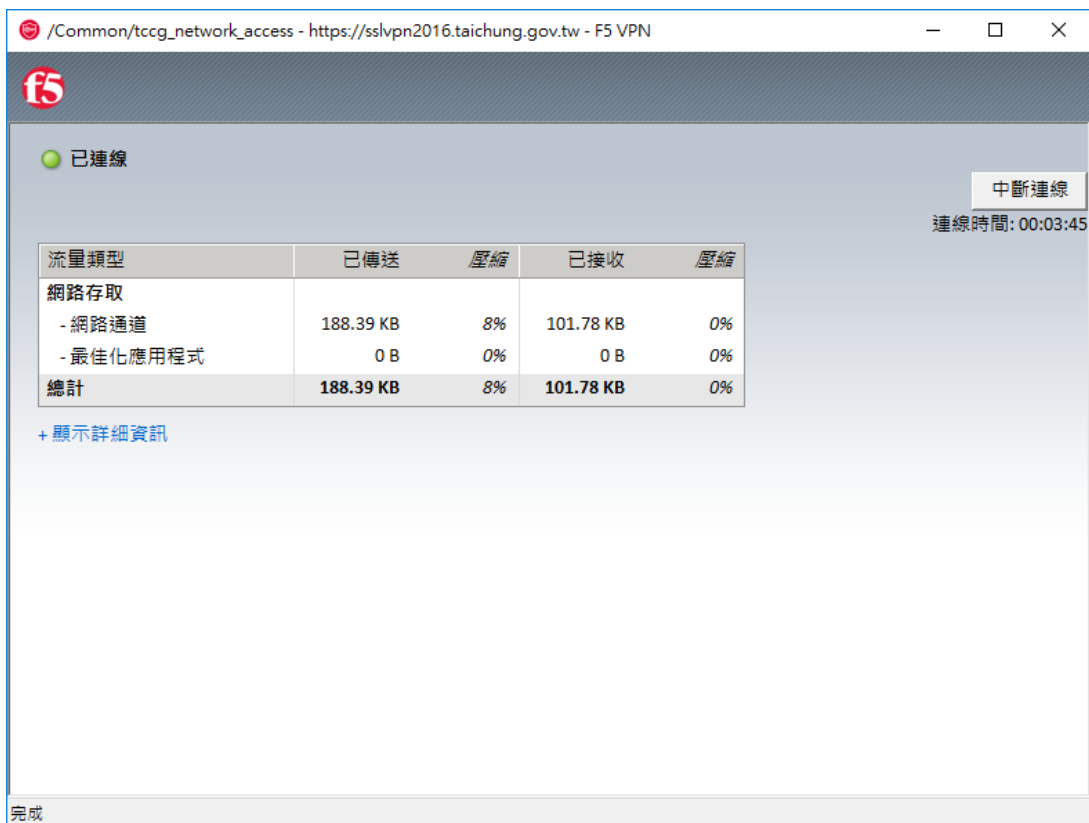 /Common/tccg_network_access - https://sslvpn2016.taichung.gov.tw - F5 VPN
f5
已連線
中斷連線
連線時間: 00:03:45
流量類型 已傳送 壓縮 已接收 壓縮
網路存取
- 網路通道 188.39 KB 8% 101.78 KB 0%
- 最佳化應用程式 0 B 0% 0 B 0%
總計 188.39 KB 8% 101.78 KB 0%
+ 顯示詳細資訊
完成